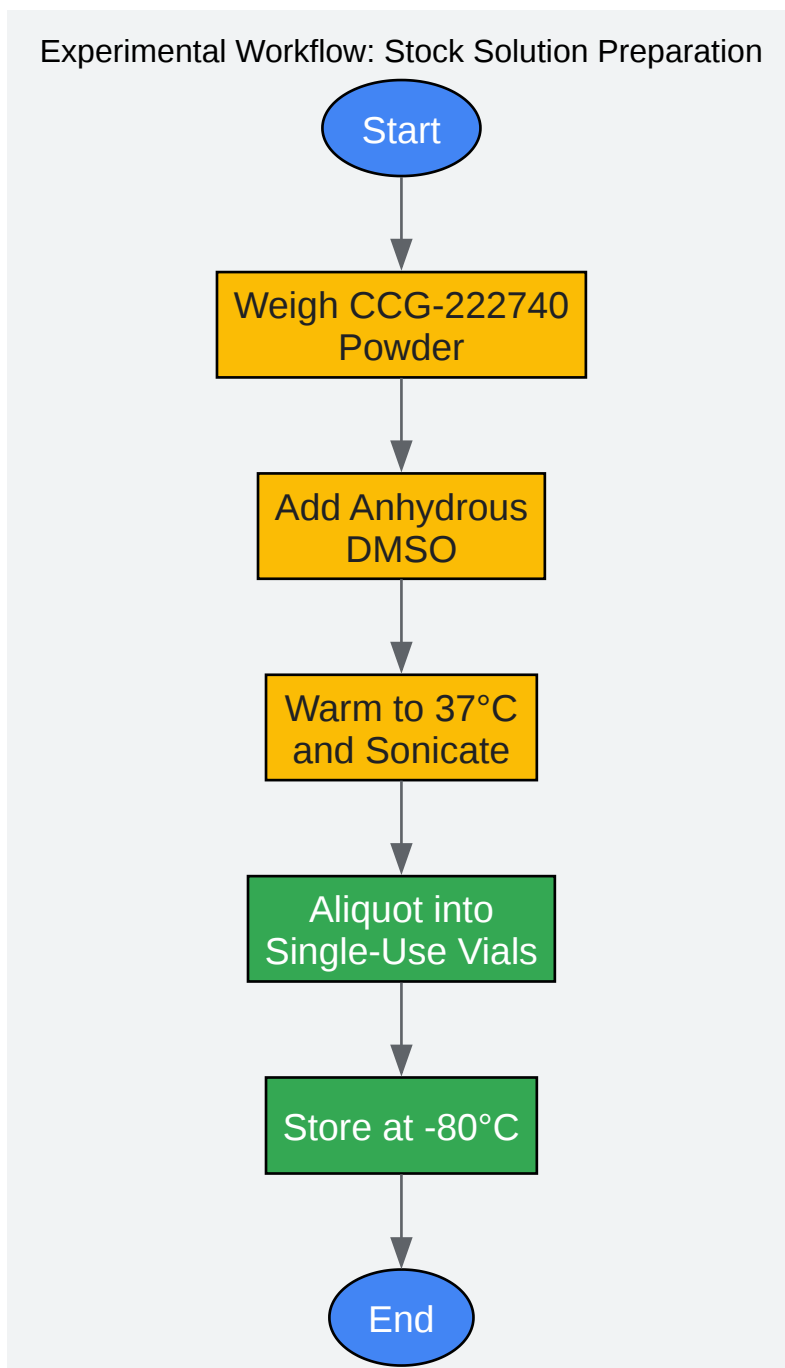 Experimental Workflow: Stock Solution Preparation
Start
Weigh CCG-222740
Powder
Add Anhydrous
DMSO
Warm to 37°C
and Sonicate
Aliquot into
Single-Use Vials
Store at -80°C
End